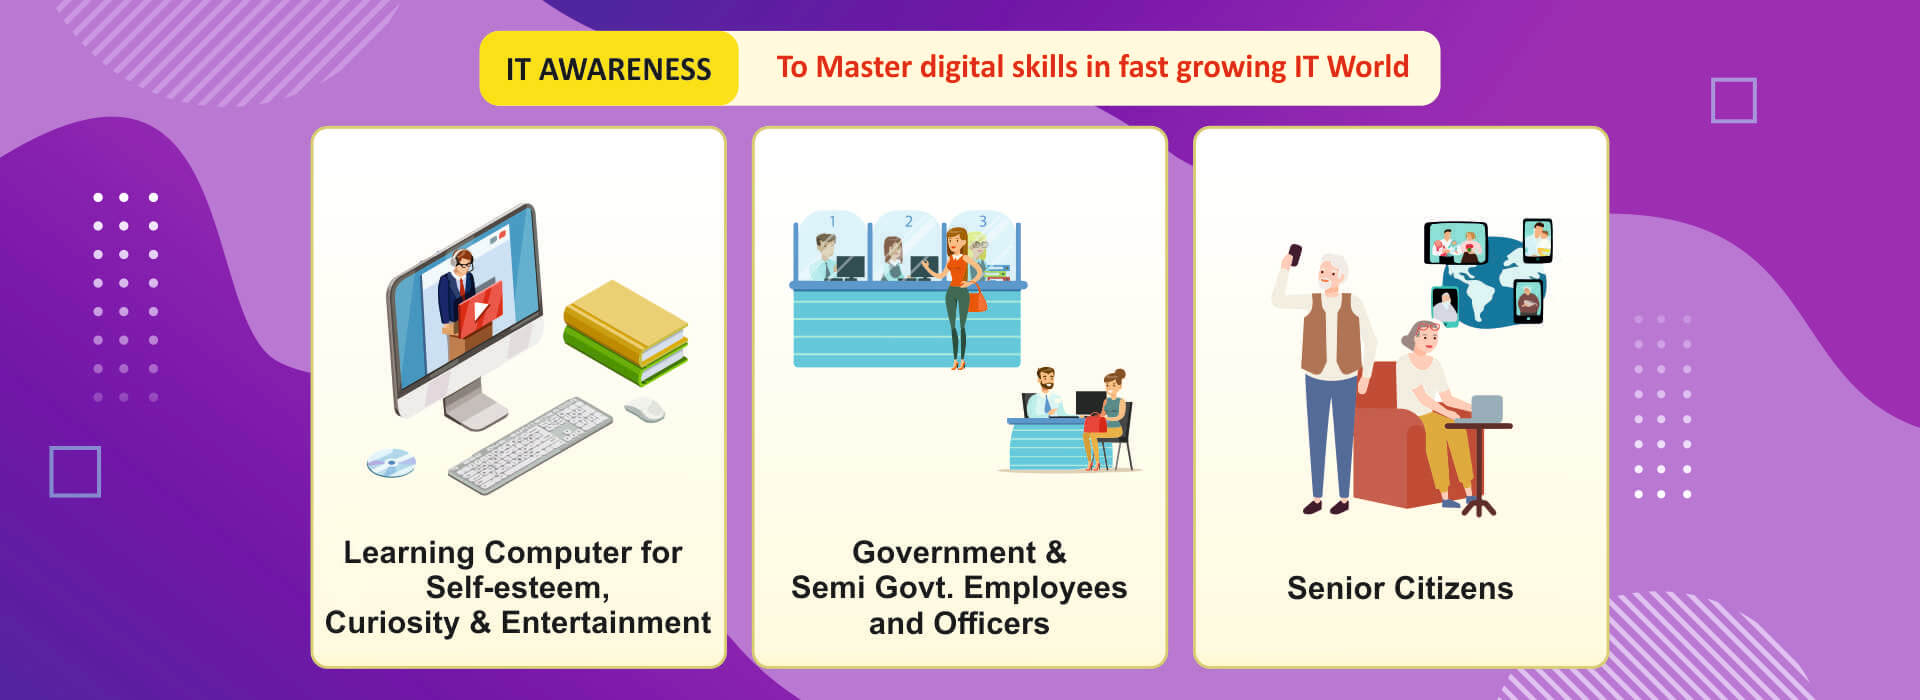 IT AWARENESS
To Master digital skills in fast growing IT World
1
2
3
Learning Computer for
Self-esteem,
Curiosity & Entertainment
Government &
Semi Govt. Employees
and Officers
Senior Citizens